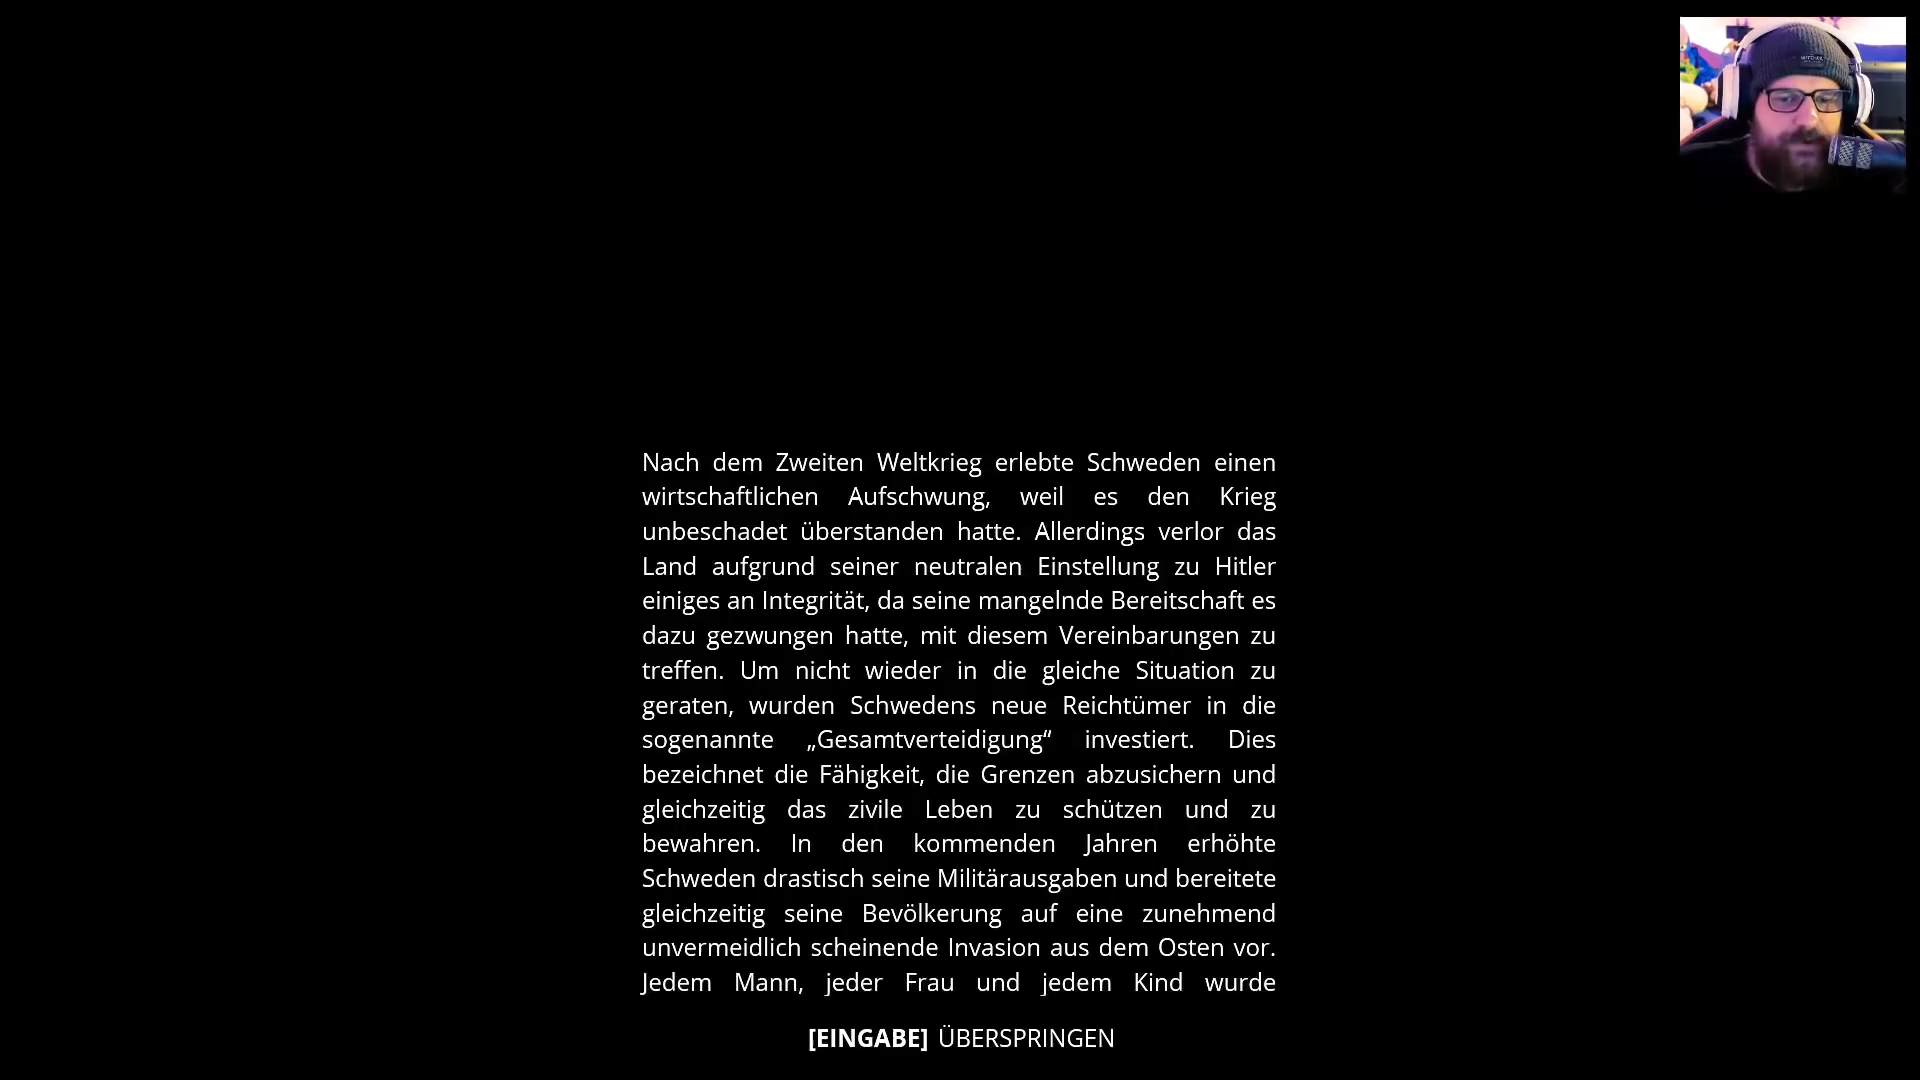 Nach dem Zweiten Weltkrieg erlebte Schweden einen
wirtschaftlichen Aufschwung, weil es den Krieg
unbeschadet überstanden hatte. Allerdings verlor das
Land aufgrund seiner neutralen Einstellung zu Hitler
einiges an Integrität, da seine mangelnde Bereitschaft es
dazu gezwungen hatte, mit diesem Vereinbarungen zu
treffen. Um nicht wieder in die gleiche Situation zu
geraten, wurden Schwedens neue Reichtümer in die
sogenannte „Gesamtverteidigung“ investiert. Dies
bezeichnet die Fähigkeit, die Grenzen abzusichern und
gleichzeitig das zivile Leben zu schützen und zu
bewahren. In den kommenden Jahren erhöhte
Schweden drastisch seine Militärausgaben und bereitete
gleichzeitig seine Bevölkerung auf eine zunehmend
unvermeidlich scheinende Invasion aus dem Osten vor.
Jedem Mann, jeder Frau und jedem Kind wurde
[EINGABE] ÜBERSPRINGEN